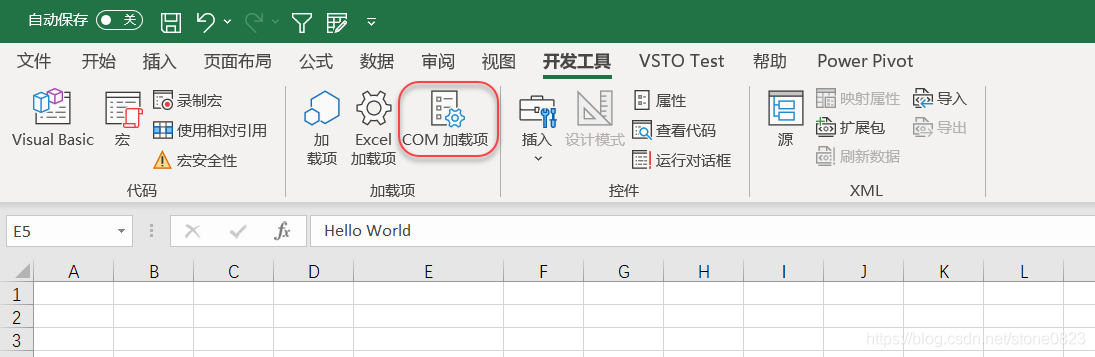 自动保存 关
文件 开始 插入 页面布局 公式 数据 审阅 视图 开发工具 VSTO Test 帮助 Power Pivot
Visual Basic
宏
录制宏
使用相对引用
宏安全性
代码
加
载项
Excel
加载项
COM 加载项
加载项
插入
设计模式
属性
查看代码
运行对话框
控件
源
映射属性
扩展包
刷新数据
导入
导出
XML
E5 fx Hello World
A B C D E F G H I J K L
1
2
3
https://blog.csdn.net/stone0823